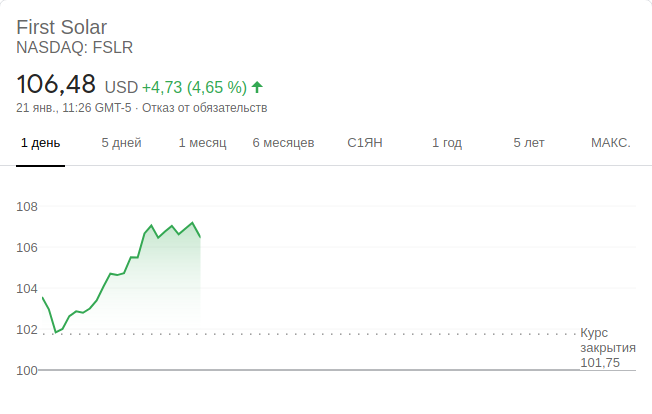 First Solar
NASDAQ: FSLR
106,48 USD +4,73 (4,65 %)
21 янв., 11:26 GMT-5 · Отказ от обязательств
1 день 5 дней 1 месяц 6 месяцев С1ЯН 1 год 5 лет МАКС.
108
106
104
102
100
Курс
закрытия
101,75